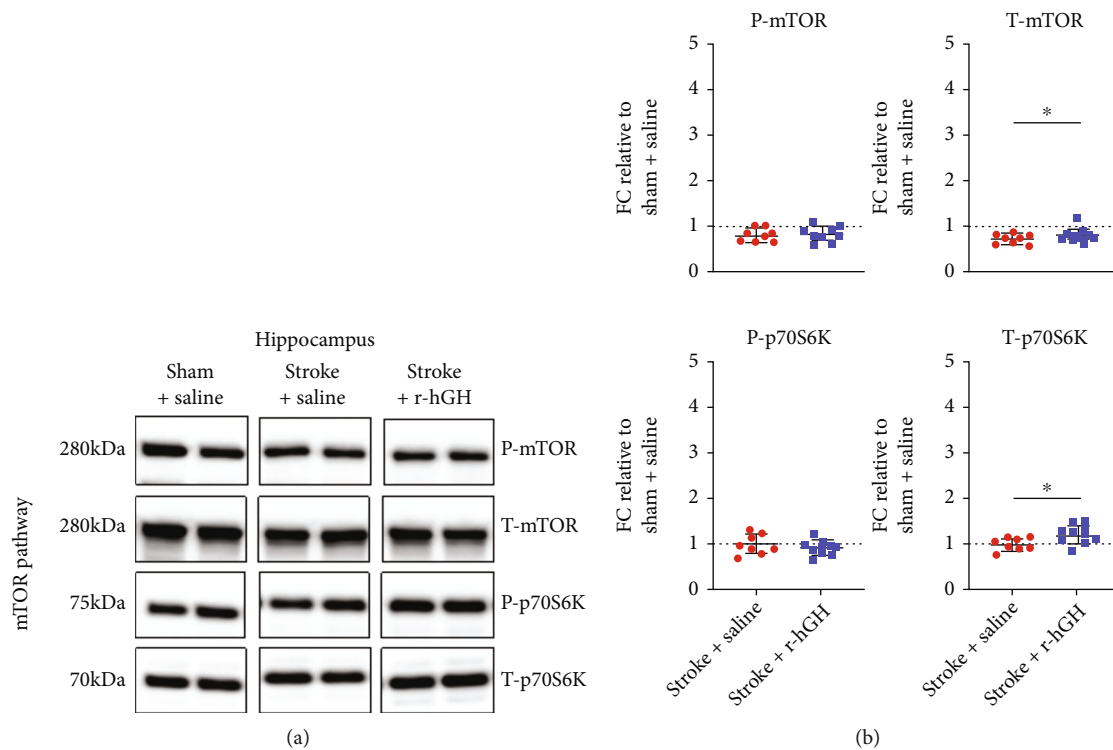 Hippocampus
Sham
+ saline
Stroke
+ saline
Stroke
+ r-hGH
mTOR pathway
280kDa
P-mTOR
280kDa
T-mTOR
75kDa
P-p70S6K
70kDa
T-p70S6K
(a)
P-mTOR
FC relative to
sham + saline
5
4
3
2
1
0
T-mTOR
FC relative to
sham + saline
5
4
3
2
1
0
*
P-p70S6K
FC relative to
sham + saline
5
4
3
2
1
0
Stroke + saline
Stroke + r-hGH
T-p70S6K
FC relative to
sham + saline
5
4
3
2
1
0
*
Stroke + saline
Stroke + r-hGH
(b)